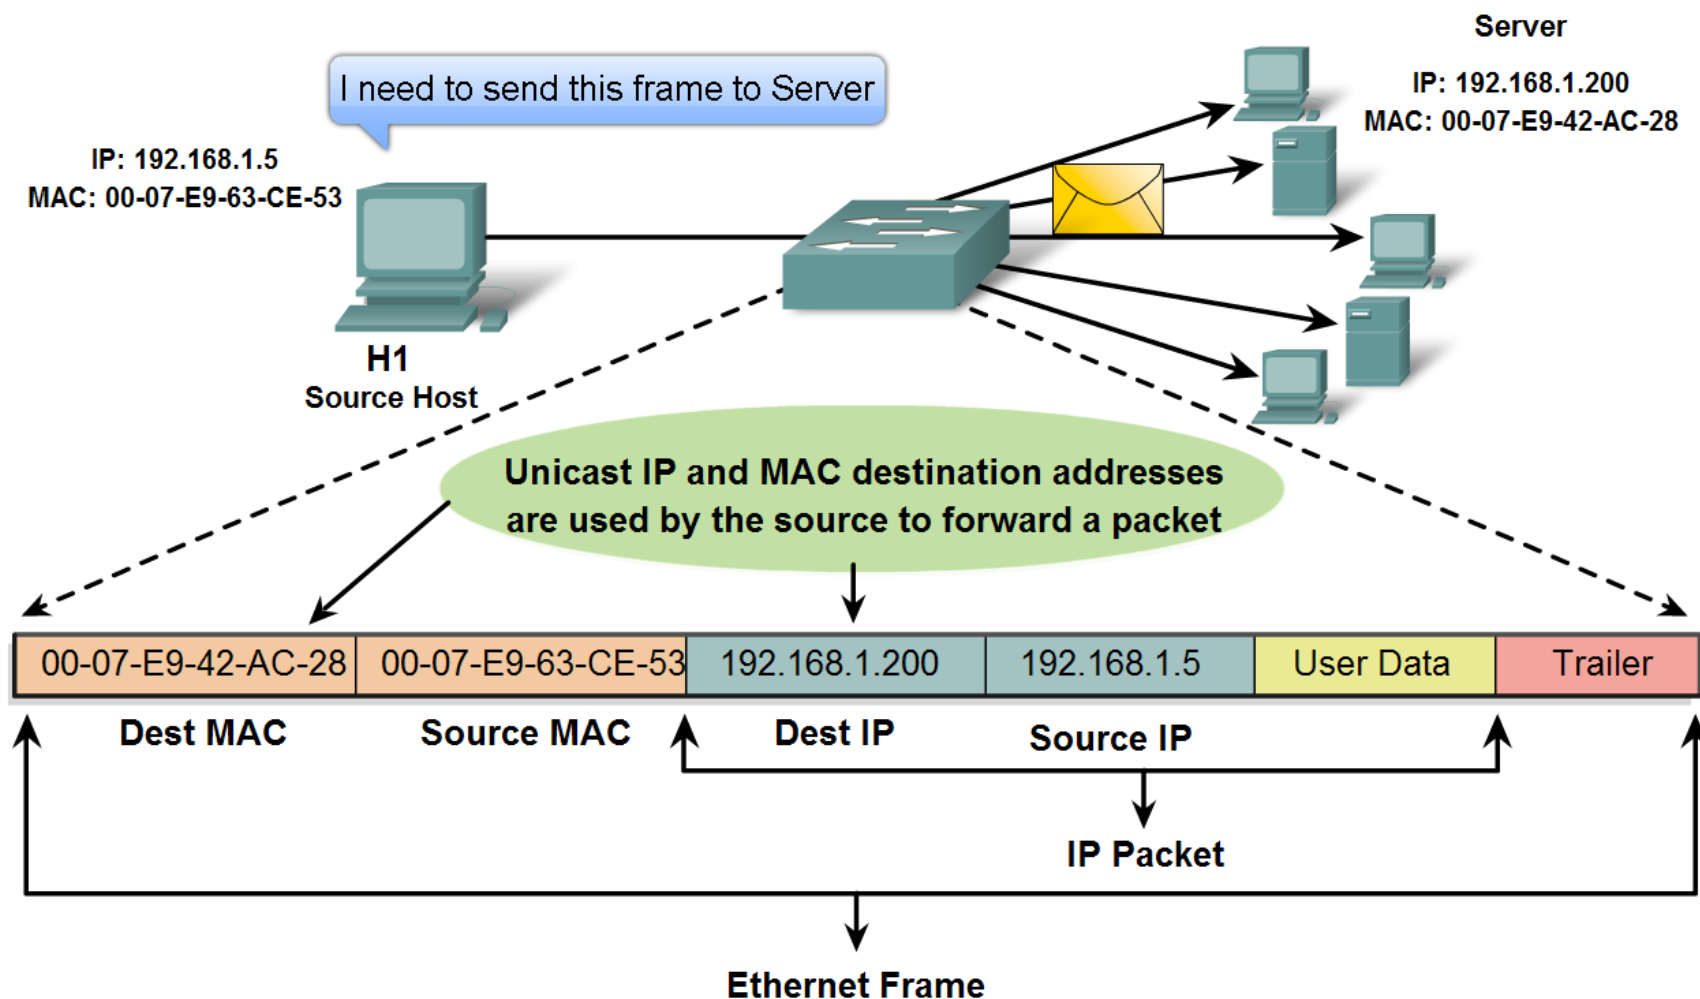 Server
IP: 192.168.1.200
MAC: 00-07-E9-42-AC-28
I need to send this frame to Server
IP: 192.168.1.5
MAC: 00-07-E9-63-CE-53
H1
Source Host
Unicast IP and MAC destination addresses
are used by the source to forward a packet
00-07-E9-42-AC-28 00-07-E9-63-CE-53 192.168.1.200 192.168.1.5 User Data Trailer
Dest MAC Source MAC Dest IP Source IP
IP Packet
Ethernet Frame